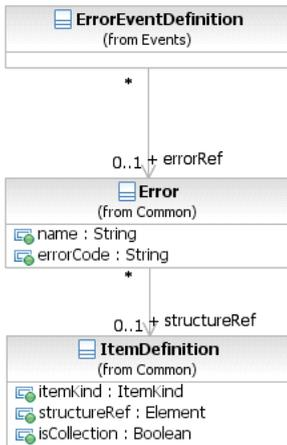 ErrorEventDefinition
(from Events)
*
0..1 + errorRef
Error
(from Common)
name : String
errorCode : String
*
0..1 + structureRef
ItemDefinition
(from Common)
itemKind : ItemKind
structureRef : Element
isCollection : Boolean